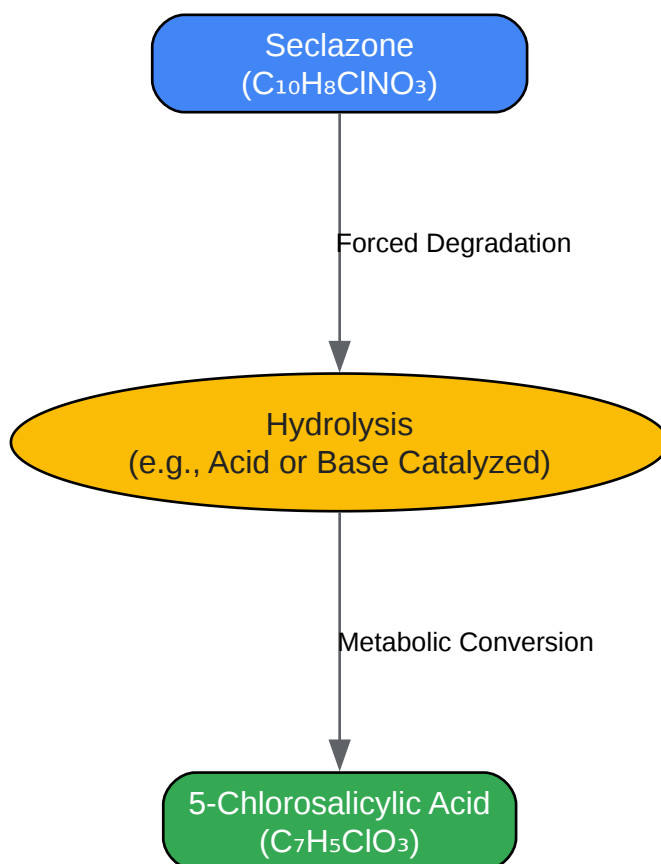 Seclazone
(C₁₀H₈ClNO₃)
Forced Degradation
Hydrolysis
(e.g., Acid or Base Catalyzed)
Metabolic Conversion
5-Chlorosalicylic Acid
(C₇H₅ClO₃)